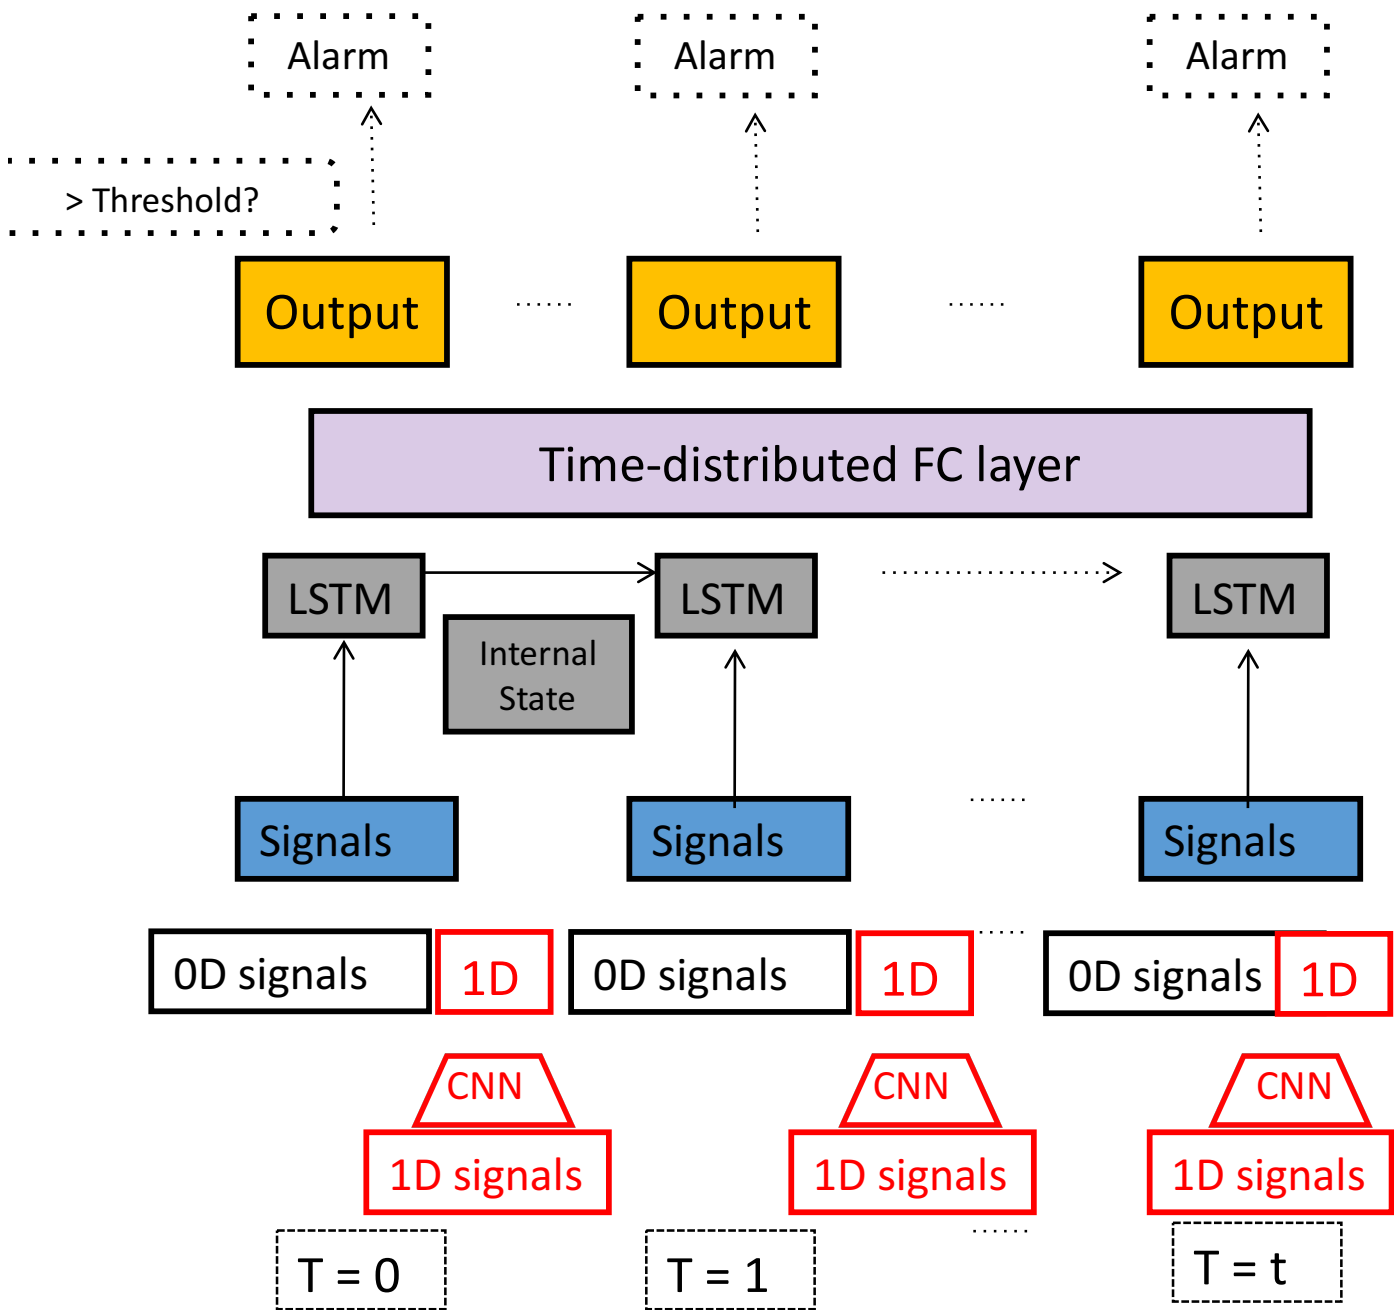 Alarm Alarm Alarm
> Threshold?
Output ...... Output ...... Output
Time-distributed FC layer
LSTM LSTM LSTM
Internal
State
Signals Signals ...... Signals
0D signals 1D 0D signals 1D ...... 0D signals 1D
CNN CNN CNN
1D signals 1D signals 1D signals
T = 0 T = 1 ...... T = t